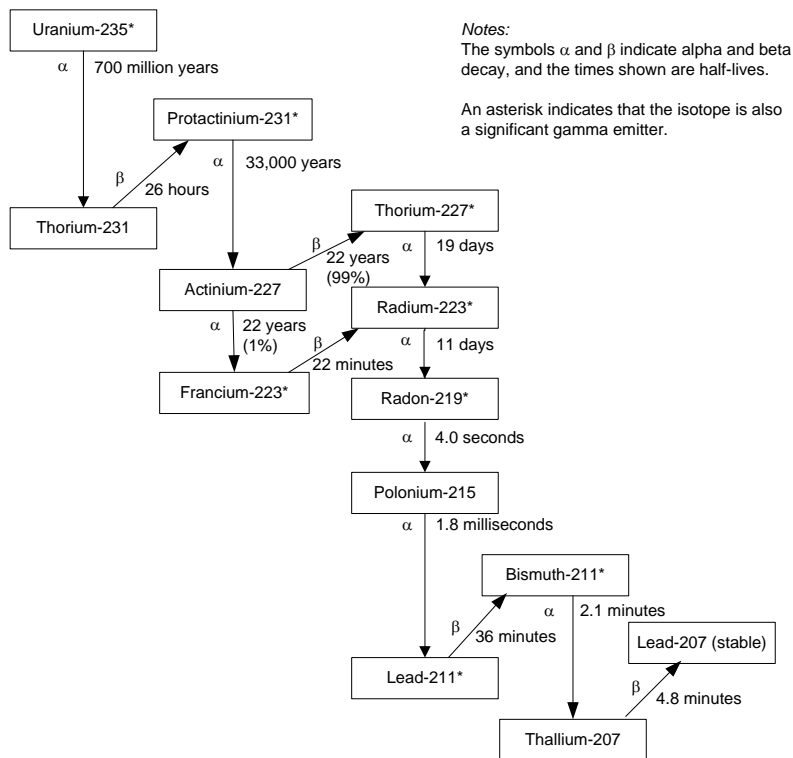 Uranium-235*
Notes:
The symbols α and β indicate alpha and beta
decay, and the times shown are half-lives.
An asterisk indicates that the isotope is also
a significant gamma emitter.
α 700 million years
Protactinium-231*
α 33,000 years
β
26 hours
Thorium-231
Thorium-227*
α 19 days
β
22 years
(99%)
Actinium-227
Radium-223*
α 22 years
(1%)
β
22 minutes
α 11 days
Francium-223*
Radon-219*
α 4.0 seconds
Polonium-215
α 1.8 milliseconds
Bismuth-211*
α 2.1 minutes
β
36 minutes
Lead-207 (stable)
Lead-211*
β
4.8 minutes
Thallium-207